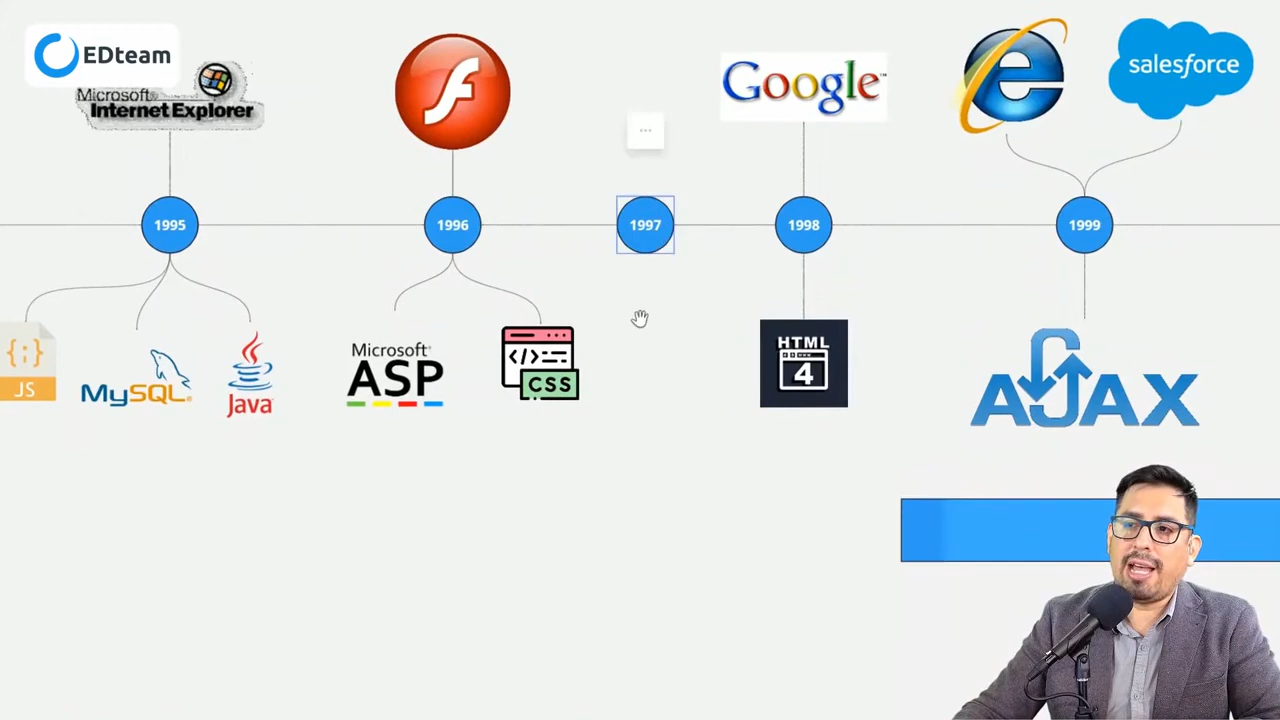 EDteam
Microsoft
Internet Explorer
Google™
salesforce
1995
1996
1997
1998
1999
{;}
JS
MySQL
Java
Microsoft
ASP
</>
CSS
HTML
4
AJAX